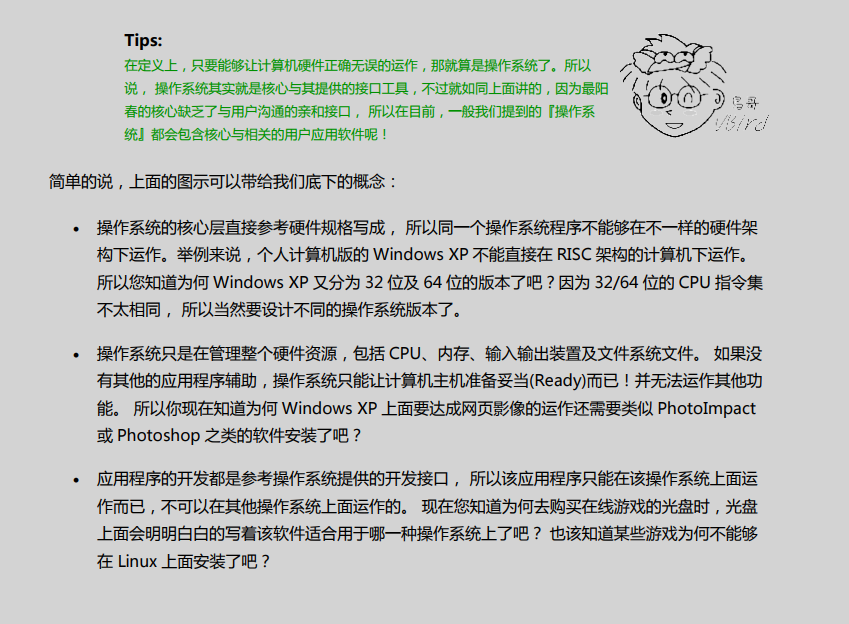 Tips:
在定义上，只要能够让计算机硬件正确无误的运作，那就算是操作系统了。所以
说， 操作系统其实就是核心与其提供的接口工具，不过就如同上面讲的，因为最阳
春的核心缺乏了与用户沟通的亲和接口， 所以在目前，一般我们提到的『操作系
统』都会包含核心与相关的用户应用软件呢！
鸟哥
VBird
简单的说，上面的图示可以带给我们底下的概念：
• 操作系统的核心层直接参考硬件规格写成， 所以同一个操作系统程序不能够在不一样的硬件架
构下运作。举例来说，个人计算机版的 Windows XP 不能直接在 RISC 架构的计算机下运作。
所以您知道为何 Windows XP 又分为 32 位及 64 位的版本了吧？因为 32/64 位的 CPU 指令集
不太相同， 所以当然要设计不同的操作系统版本了。
• 操作系统只是在管理整个硬件资源，包括 CPU、内存、输入输出装置及文件系统文件。 如果没
有其他的应用程序辅助，操作系统只能让计算机主机准备妥当(Ready)而已！并无法运作其他功
能。 所以你现在知道为何 Windows XP 上面要达成网页影像的运作还需要类似 PhotoImpact
或 Photoshop 之类的软件安装了吧？
• 应用程序的开发都是参考操作系统提供的开发接口， 所以该应用程序只能在该操作系统上面运
作而已，不可以在其他操作系统上面运作的。 现在您知道为何去购买在线游戏的光盘时，光盘
上面会明明白白的写着该软件适合用于哪一种操作系统上了吧？ 也该知道某些游戏为何不能够
在 Linux 上面安装了吧？